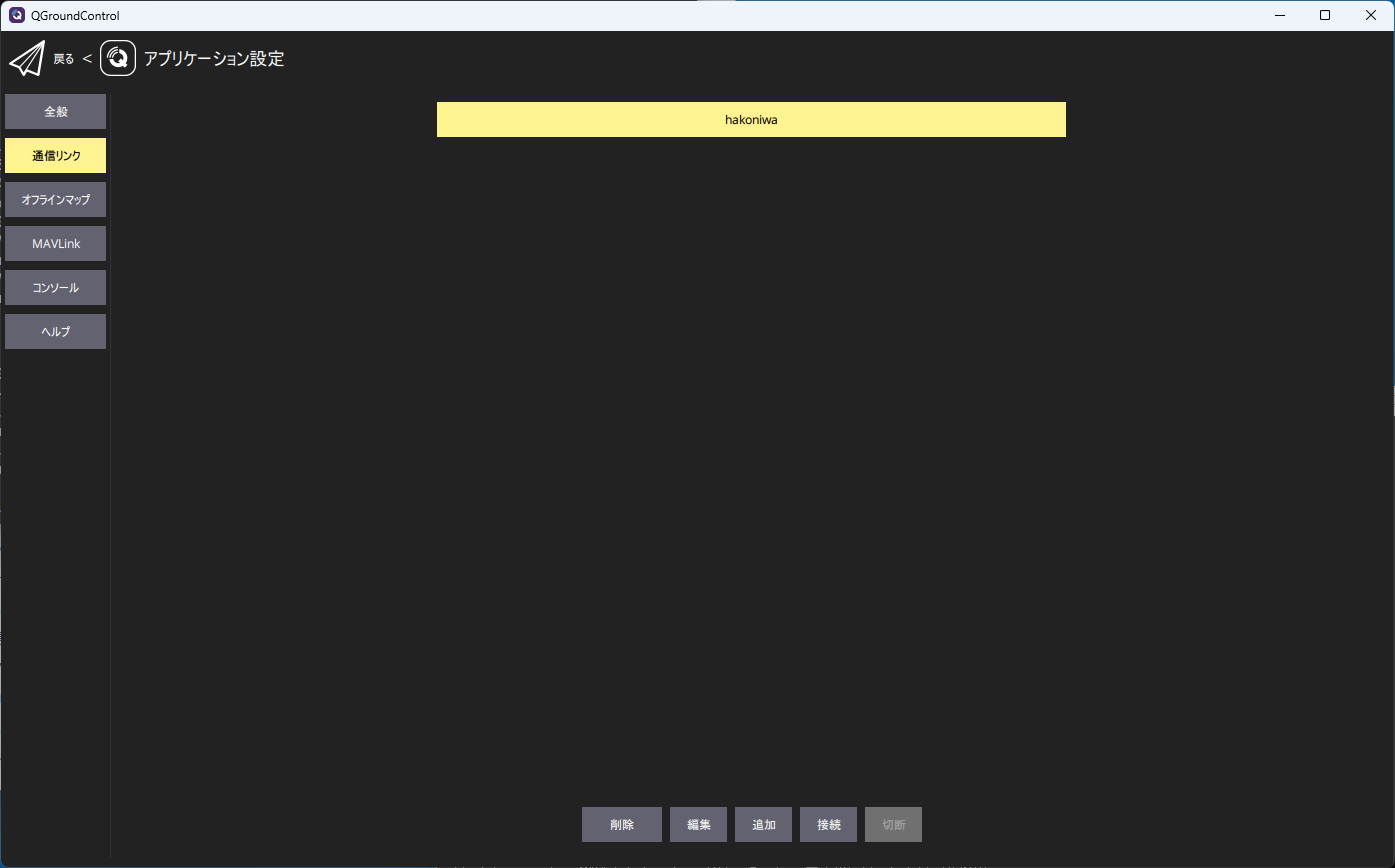 QGroundControl
戻る < アプリケーション設定
全般
通信リンク
オフラインマップ
MAVLink
コンソール
ヘルプ
hakoniwa
削除 編集 追加 接続 切断